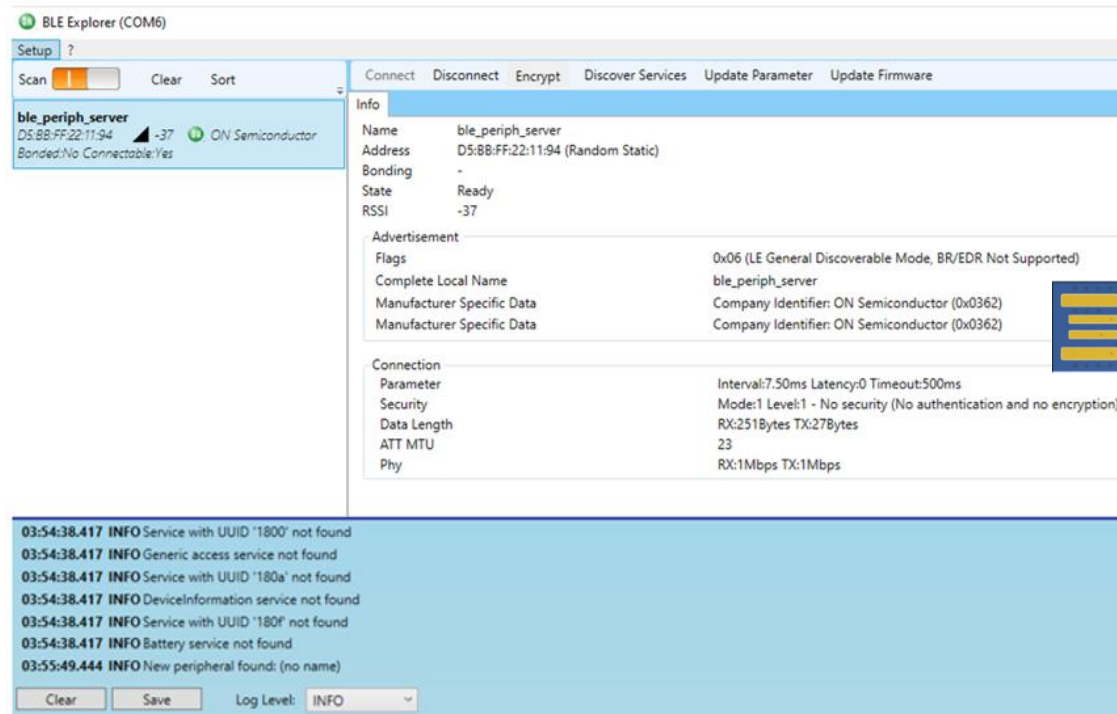 BLE Explorer (COM6)
Setup ?
Scan Clear Sort
Connect Disconnect Encrypt Discover Services Update Parameter Update Firmware
ble_periph_server
D5:BB:FF:22:11:94 -37 ON Semiconductor
Bonded:No Connectable:Yes
Info
Name ble_periph_server
Address D5:BB:FF:22:11:94 (Random Static)
Bonding -
State Ready
RSSI -37
Advertisement
Flags 0x06 (LE General Discoverable Mode, BR/EDR Not Supported)
Complete Local Name ble_periph_server
Manufacturer Specific Data Company Identifier: ON Semiconductor (0x0362)
Manufacturer Specific Data Company Identifier: ON Semiconductor (0x0362)
Connection
Parameter Interval:7.50ms Latency:0 Timeout:500ms
Security Mode:1 Level:1 - No security (No authentication and no encryption)
Data Length RX:251Bytes TX:27Bytes
ATT MTU 23
Phy RX:1Mbps TX:1Mbps
03:54:38.417 INFO Service with UUID '1800' not found
03:54:38.417 INFO Generic access service not found
03:54:38.417 INFO Service with UUID '180a' not found
03:54:38.417 INFO DeviceInformation service not found
03:54:38.417 INFO Service with UUID '180f' not found
03:54:38.417 INFO Battery service not found
03:55:49.444 INFO New peripheral found: (no name)
Clear Save Log Level: INFO